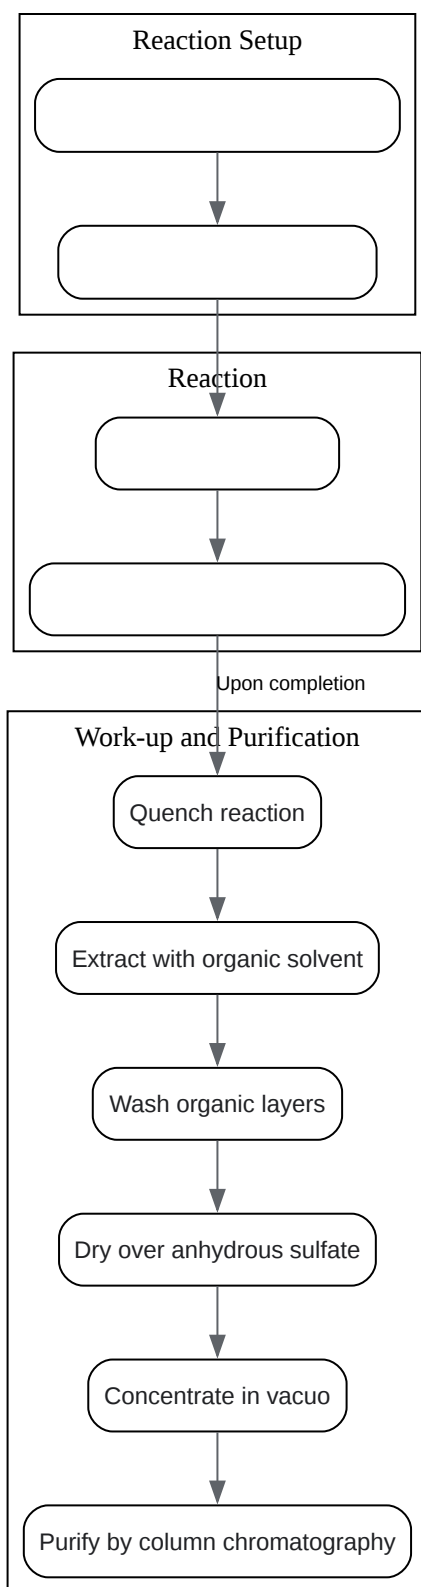 Reaction Setup
Reaction
Upon completion
Work-up and Purification
Quench reaction
Extract with organic solvent
Wash organic layers
Dry over anhydrous sulfate
Concentrate in vacuo
Purify by column chromatography